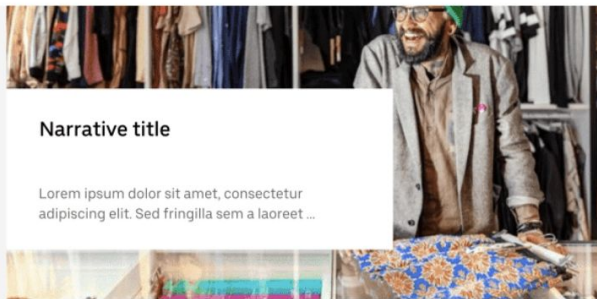 Narrative title
Lorem ipsum dolor sit amet, consectetur
adipiscing elit. Sed fringilla sem a laoreet ...